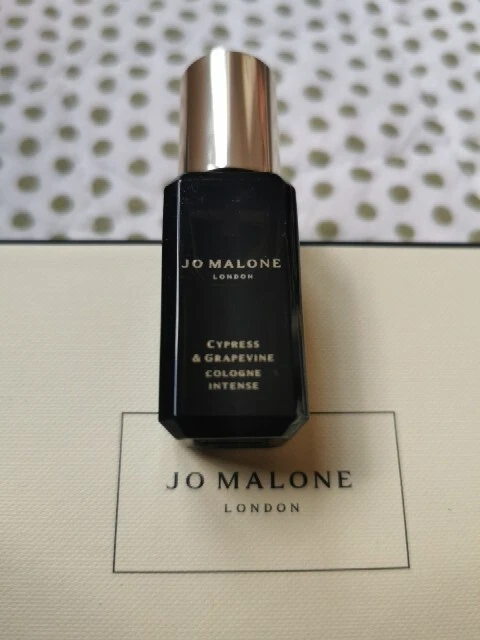 JO MALONE
LONDON
CYPRESS
& GRAPEVINE
COLOGNE
INTENSE
JO MALONE
LONDON